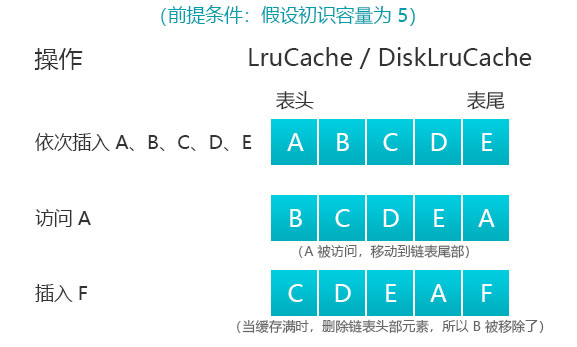 (前提条件：假设初识容量为 5)
操作 LruCache / DiskLruCache
表头 表尾
依次插入 A、B、C、D、E A B C D E
访问 A B C D E A
(A 被访问，移动到链表尾部)
插入 F C D E A F
(当缓存满时，删除链表头部元素，所以 B 被移除了)